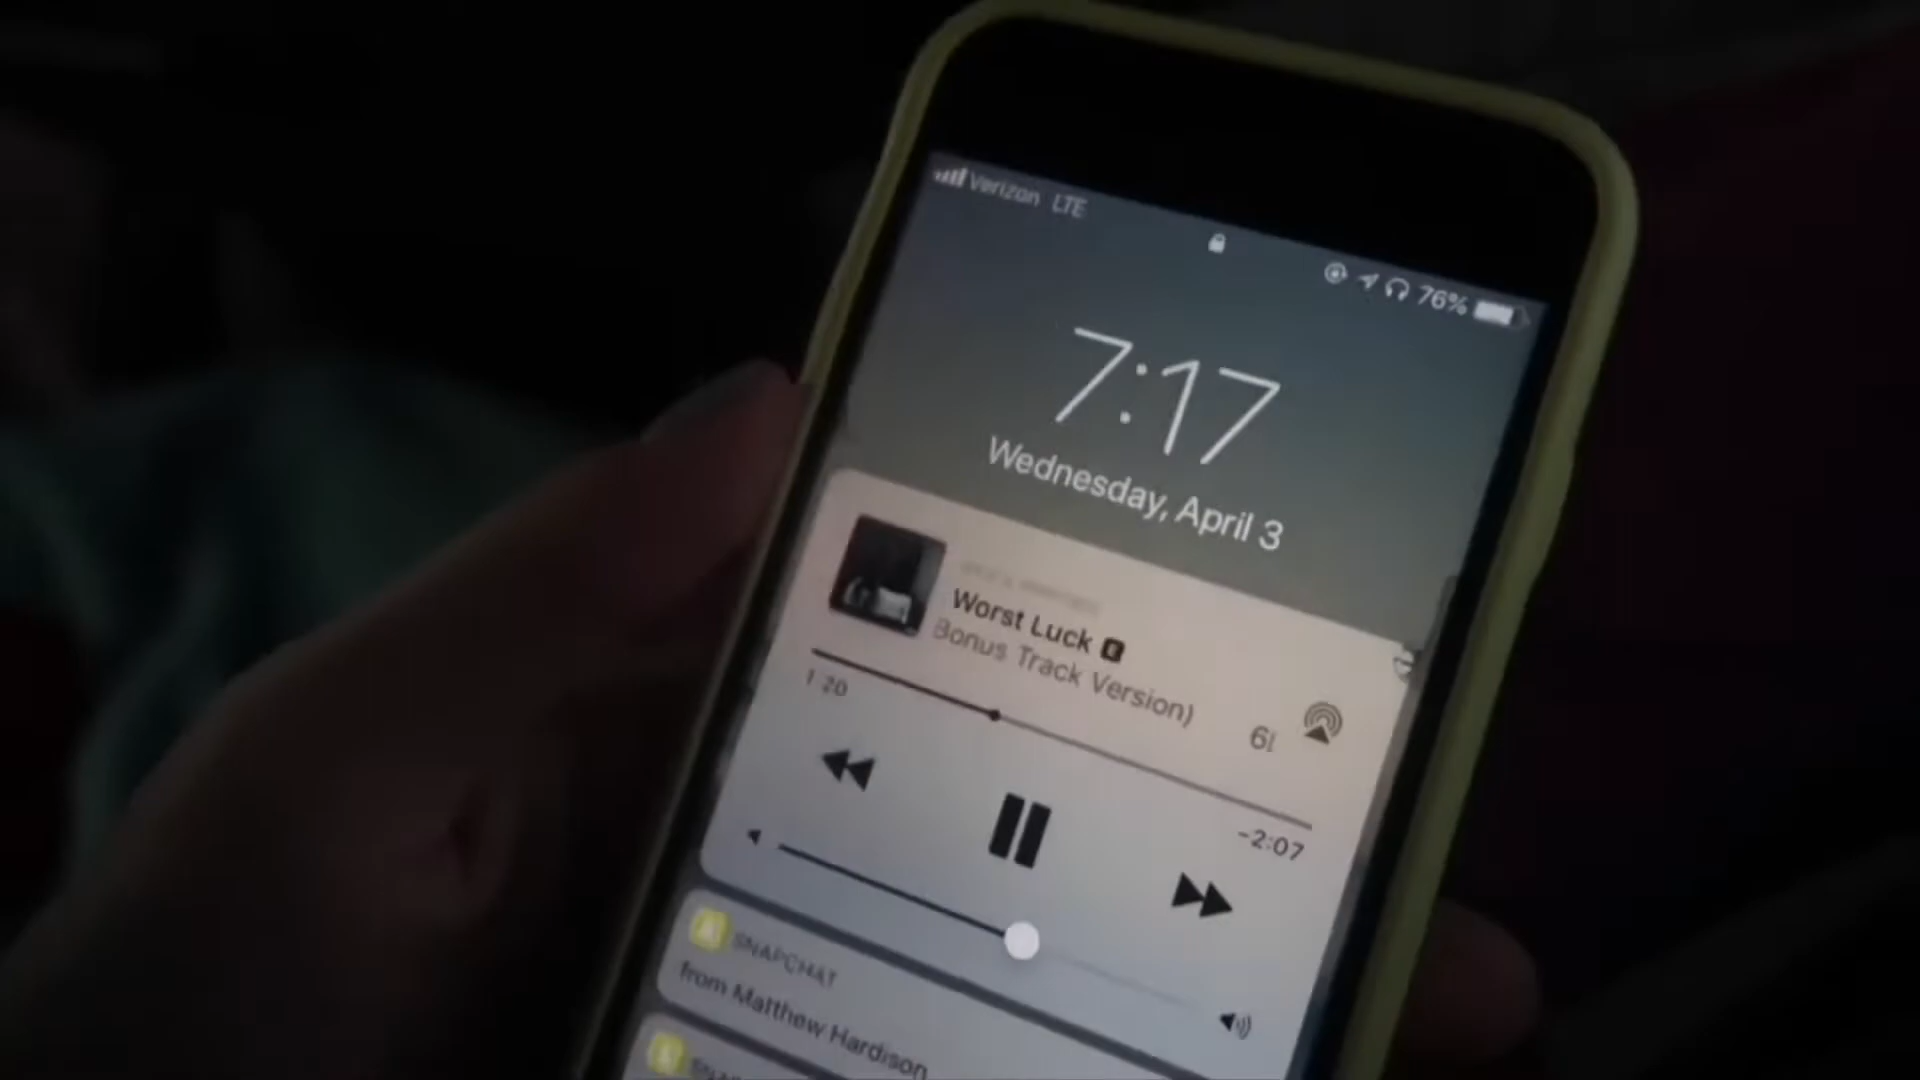 Verizon LTE
76%
7:17
Wednesday, April 3
Worst Luck E
Bonus Track Version)
6l
1:20
-2:07
SNAPCHAT
from Matthew Hardison